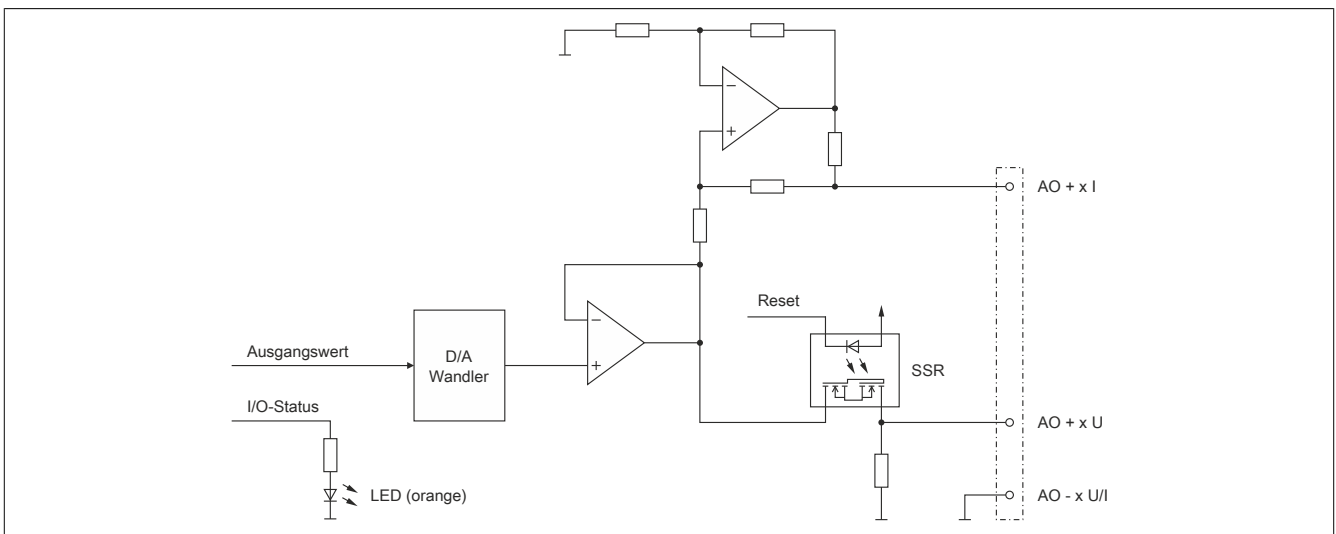 −
+
AO + x I
Reset
−
Ausgangswert
D/A
Wandler
+
SSR
I/O-Status
AO + x U
LED (orange)
AO - x U/I